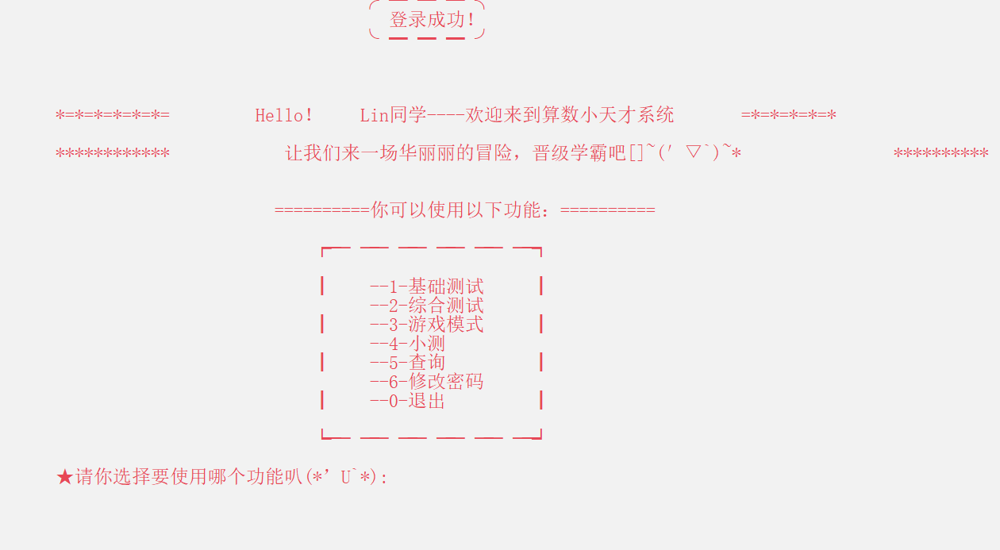 登录成功!
*=*=*=*=*=*= Hello! Lin同学----欢迎来到算数小天才系统 =*=*=*=*=*
************ 让我们来一场华丽丽的冒险，晋级学霸吧[]~(′▽`)~* **********
==========你可以使用以下功能：==========
--1-基础测试
--2-综合测试
--3-游戏模式
--4-小测
--5-查询
--6-修改密码
--0-退出
★请你选择要使用哪个功能叭(*’U`*):